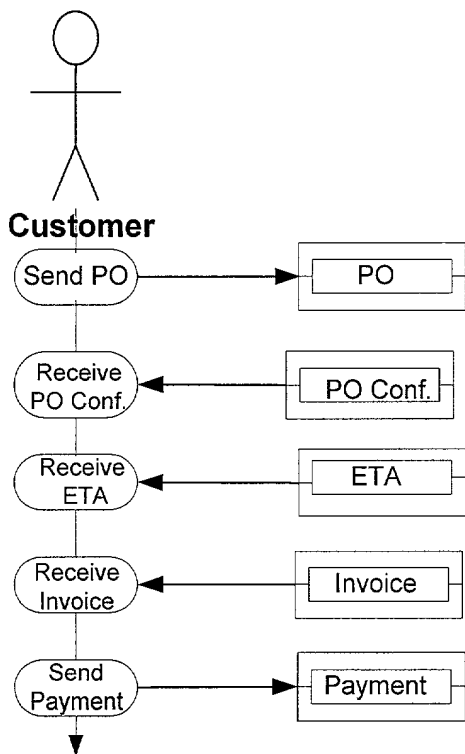 Customer
Send PO
PO
Receive
PO Conf.
PO Conf.
Receive
ETA
ETA
Receive
Invoice
Invoice
Send
Payment
Payment